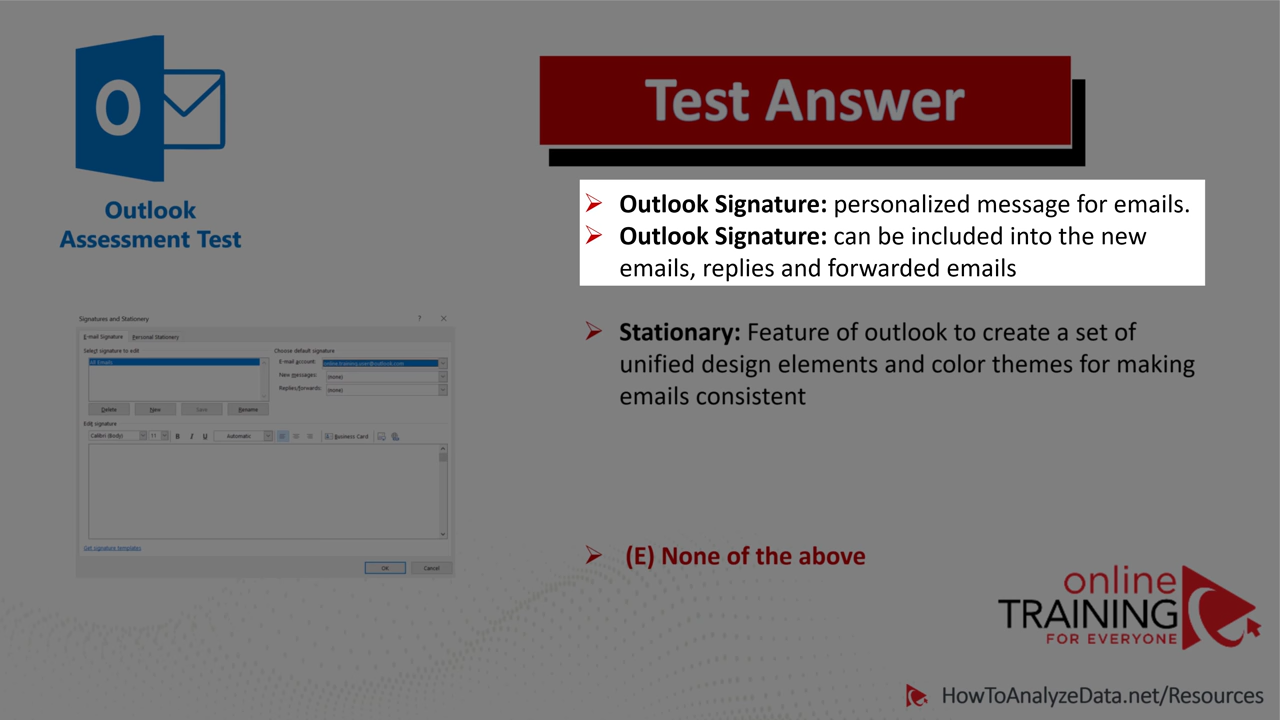 Test Answer
Outlook
Assessment Test
Outlook Signature: personalized message for emails.
Outlook Signature: can be included into the new
emails, replies and forwarded emails
Stationary: Feature of outlook to create a set of
unified design elements and color themes for making
emails consistent
(E) None of the above
Signatures and Stationery
E-mail Signature Personal Stationery
Select signature to edit
Choose default signature
All Emails
E-mail account:
New messages: (none)
Replies/forwards: (none)
Delete New Save Rename
Edit signature
Calibri (Body) 11 B I U Automatic Business Card
Get signature templates
OK Cancel
online
TRAINING
FOR EVERYONE
HowToAnalyzeData.net/Resources